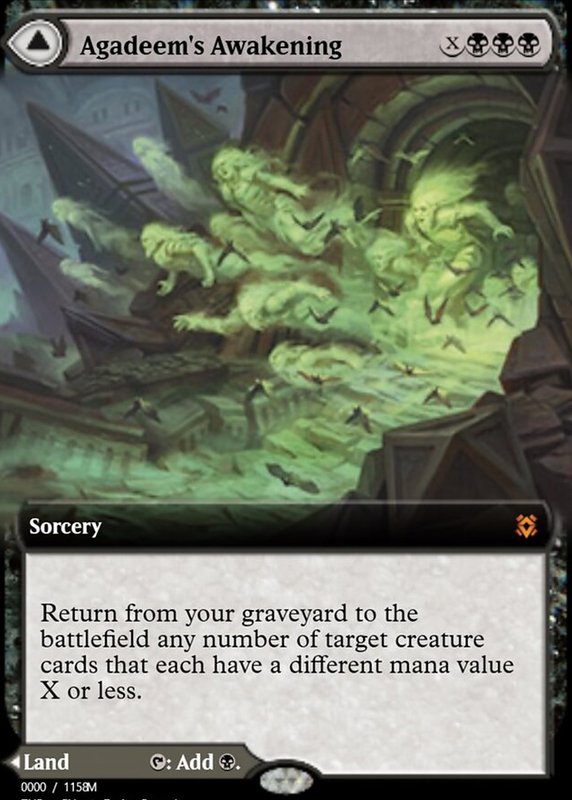 Agadeem's Awakening X
Sorcery
Return from your graveyard to the
battlefield any number of target creature
cards that each have a different mana value
X or less.
Land : Add .
0000 / 1158M